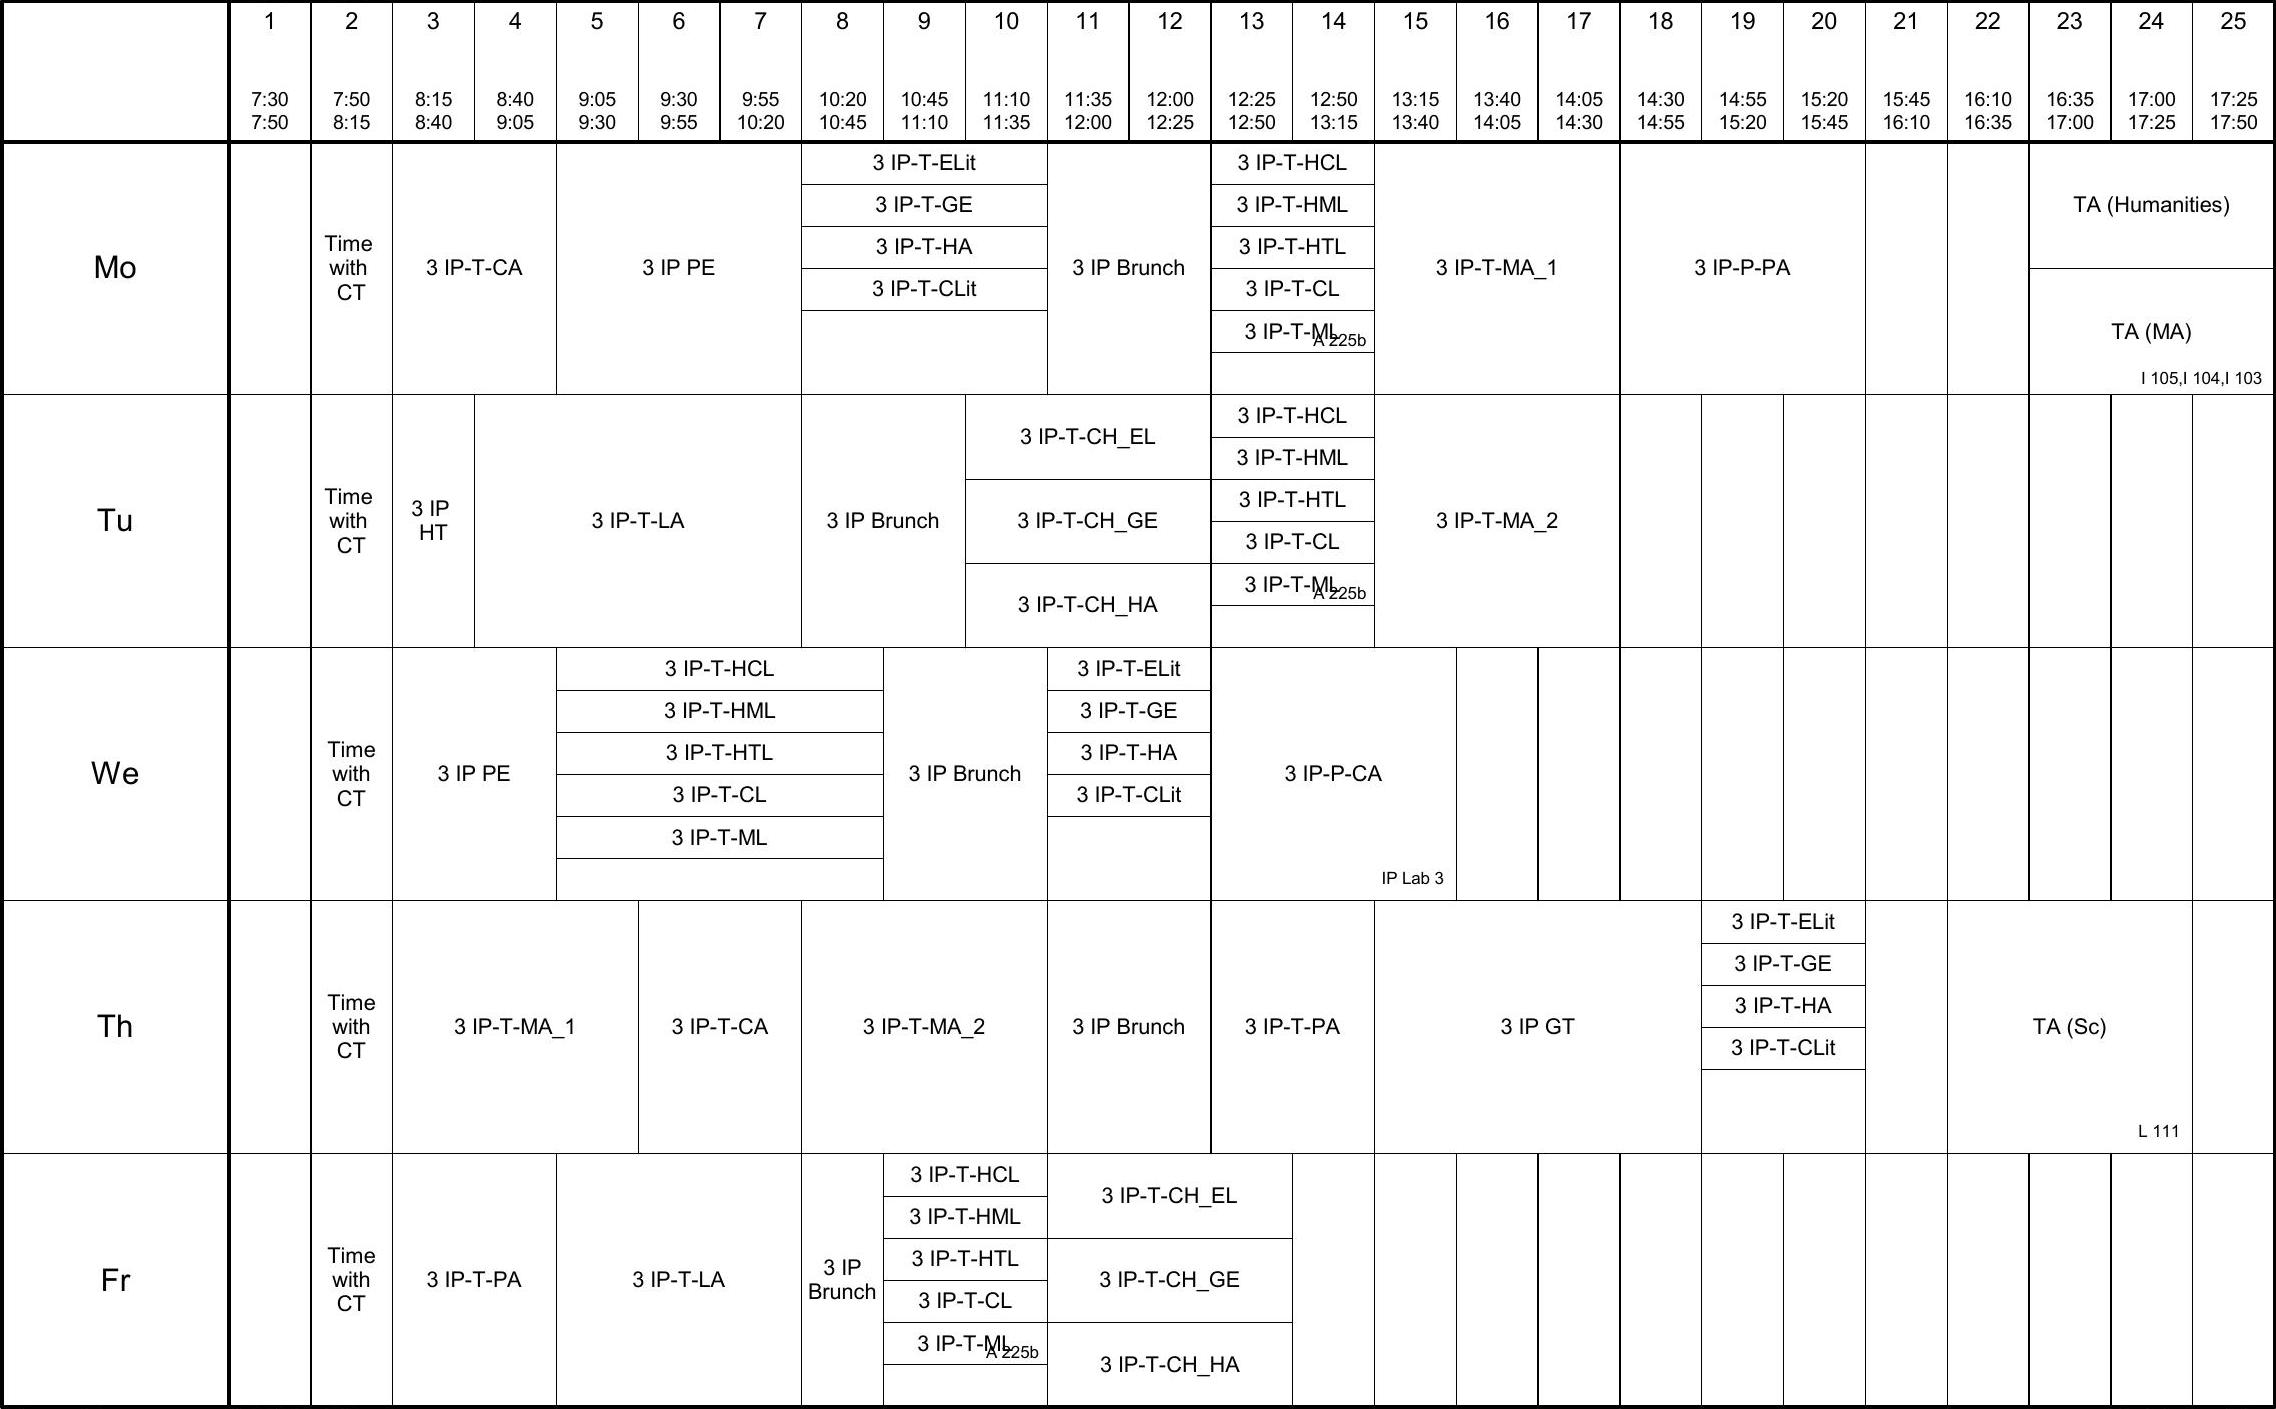 1 2 3 4 5 6 7 8 9 10 11 12 13 14 15 16 17 18 19 20 21 22 23 24 25
7:30 7:50 8:15 8:40 9:05 9:30 9:55 10:20 10:45 11:10 11:35 12:00 12:25 12:50 13:15 13:40 14:05 14:30 14:55 15:20 15:45 16:10 16:35 17:00 17:25
7:50 8:15 8:40 9:05 9:30 9:55 10:20 10:45 11:10 11:35 12:00 12:25 12:50 13:15 13:40 14:05 14:30 14:55 15:20 15:45 16:10 16:35 17:00 17:25 17:50
Mo
Time
with
CT
3 IP-T-CA
3 IP PE
3 IP-T-ELit
3 IP-T-GE
3 IP-T-HA
3 IP-T-CLit
3 IP Brunch
3 IP-T-HCL
3 IP-T-HML
3 IP-T-HTL
3 IP-T-CL
3 IP-T-ML
A 225b
3 IP-T-MA_1
3 IP-P-PA
TA (Humanities)
TA (MA)
I 105,I 104,I 103
Tu
Time
with
CT
3 IP
HT
3 IP-T-LA
3 IP Brunch
3 IP-T-CH_EL
3 IP-T-CH_GE
3 IP-T-CH_HA
3 IP-T-HCL
3 IP-T-HML
3 IP-T-HTL
3 IP-T-CL
3 IP-T-ML
A 225b
3 IP-T-MA_2
We
Time
with
CT
3 IP PE
3 IP-T-HCL
3 IP-T-HML
3 IP-T-HTL
3 IP-T-CL
3 IP-T-ML
3 IP Brunch
3 IP-T-ELit
3 IP-T-GE
3 IP-T-HA
3 IP-T-CLit
3 IP-P-CA
IP Lab 3
Th
Time
with
CT
3 IP-T-MA_1
3 IP-T-CA
3 IP-T-MA_2
3 IP Brunch
3 IP-T-PA
3 IP GT
3 IP-T-ELit
3 IP-T-GE
3 IP-T-HA
3 IP-T-CLit
TA (Sc)
L 111
Fr
Time
with
CT
3 IP-T-PA
3 IP-T-LA
3 IP
Brunch
3 IP-T-HCL
3 IP-T-HML
3 IP-T-HTL
3 IP-T-CL
3 IP-T-ML
A 225b
3 IP-T-CH_EL
3 IP-T-CH_GE
3 IP-T-CH_HA